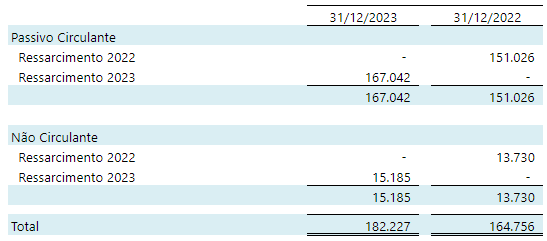 31/12/2023 31/12/2022
Passivo Circulante
Ressarcimento 2022 - 151.026
Ressarcimento 2023 167.042 -
167.042 151.026
Não Circulante
Ressarcimento 2022 - 13.730
Ressarcimento 2023 15.185 -
15.185 13.730
Total 182.227 164.756